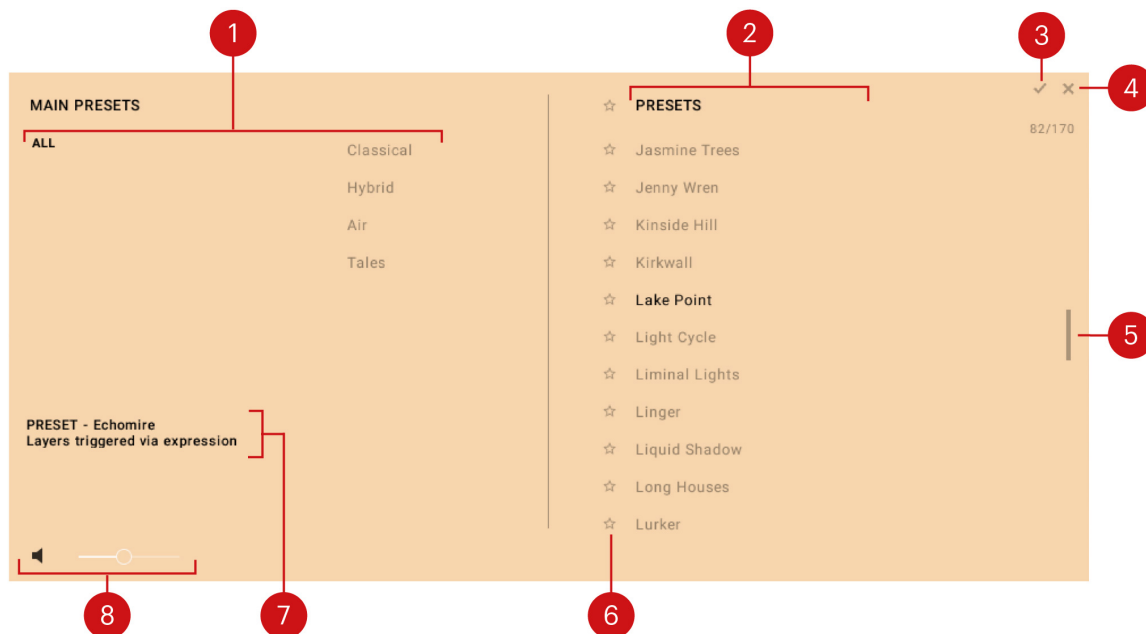 1
2
3
4
MAIN PRESETS
ALL
Classical
Hybrid
Air
Tales
PRESET - Echomire
Layers triggered via expression
PRESETS
82/170
Jasmine Trees
Jenny Wren
Kinside Hill
Kirkwall
Lake Point
Light Cycle
Liminal Lights
Linger
Liquid Shadow
Long Houses
Lurker
5
8
7
6